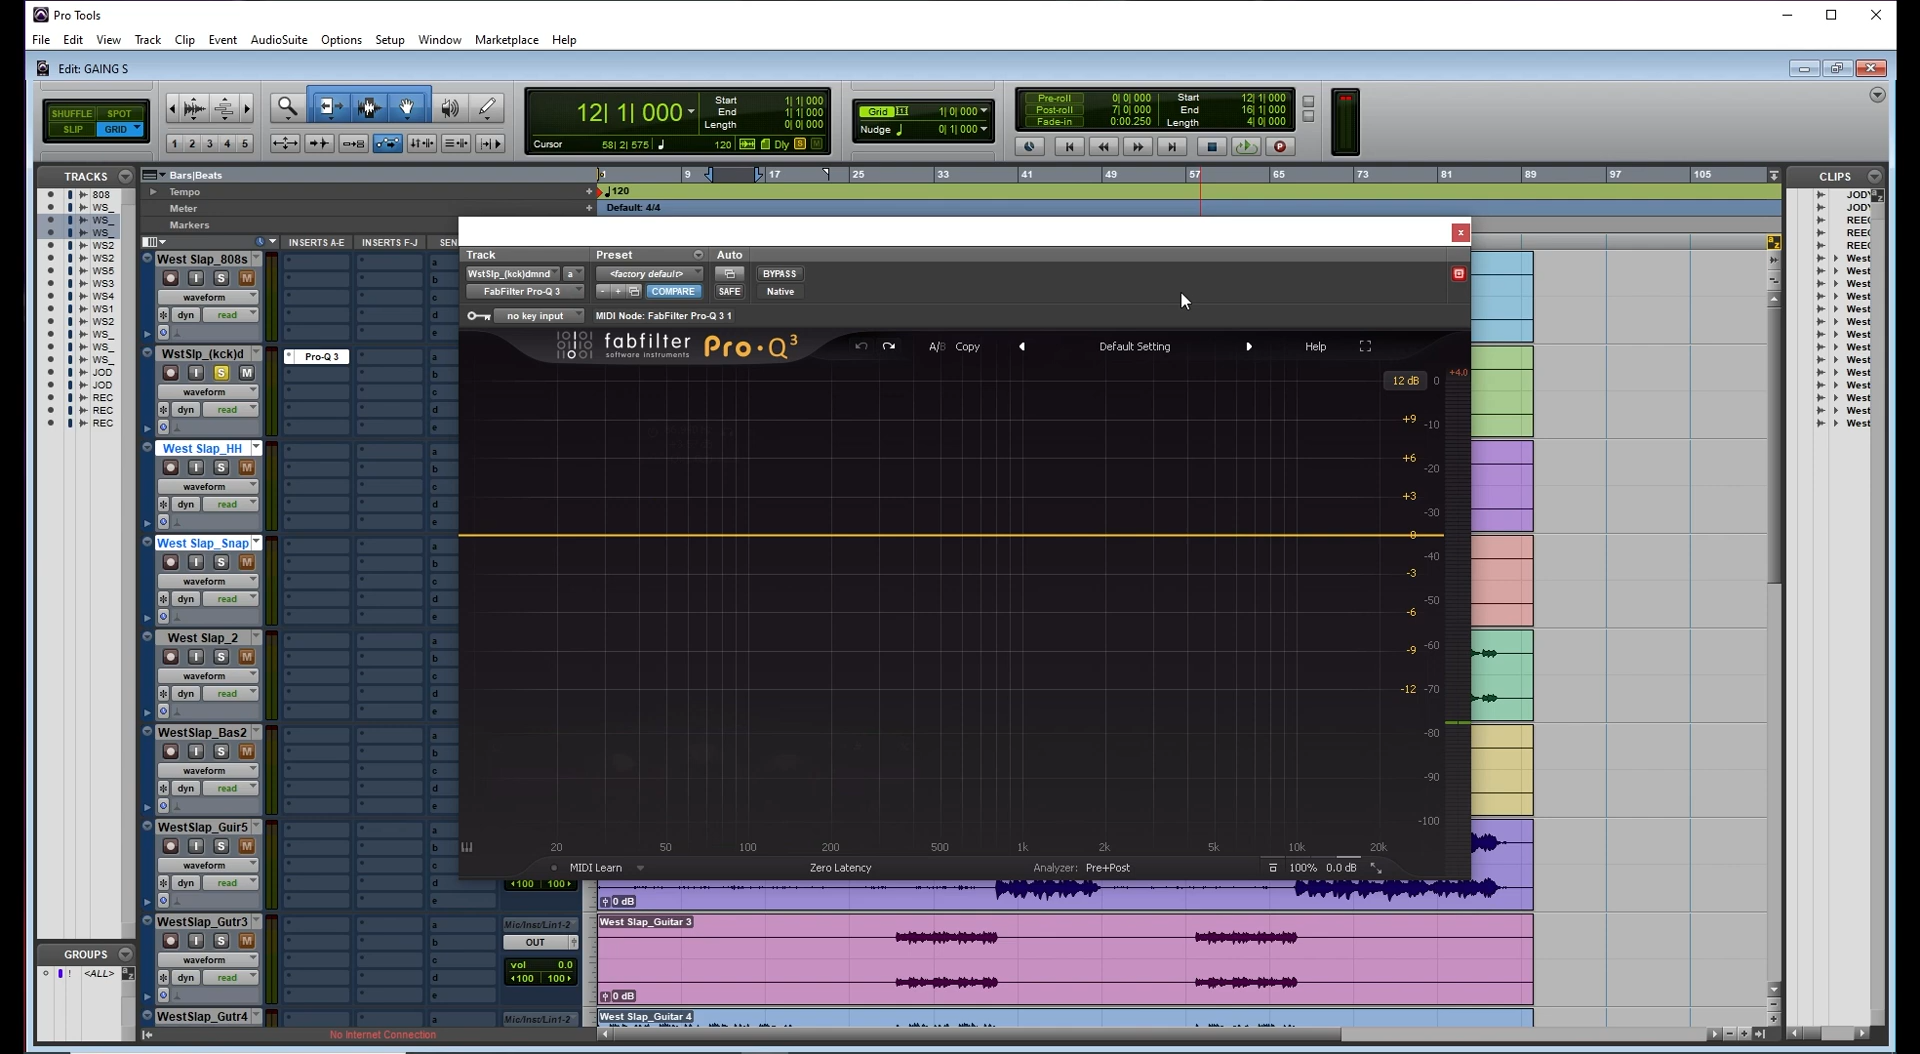 Pro Tools
File Edit View Track Clip Event AudioSuite Options Setup Window Marketplace Help
Edit: GAING S
SHUFFLE SPOT
SLIP GRID
1 2 3 4 5
12| 1| 000
Start 1| 1| 000
End 1| 1| 000
Length 0| 0| 000
Cursor 58| 2| 575 120 Dly S M
Grid 1| 0| 000
Nudge 0| 1| 000
Pre-roll 0| 0| 000 Start 12| 1| 000
Post-roll 7| 0| 000 End 16| 1| 000
Fade-in 0:00.250 Length 4| 0| 000
TRACKS
808
WS_
WS_
WS_
WS2
WS2
WS5
WS3
WS4
WS1
WS2
WS_
WS_
JOD
JOD
REC
REC
REC
GROUPS
! <ALL>
Bars|Beats 9 17 25 33 41 49 57 65 73 81 89 97 105
Tempo 120
Meter Default: 4/4
Markers
INSERTS A-E INSERTS F-J SEN
West Slap_808s
I S M
waveform
dyn read
WstSlp_(kck)d Pro-Q 3
I S M
waveform
dyn read
West Slap_HH
I S M
waveform
dyn read
West Slap_Snap
I S M
waveform
dyn read
West Slap_2
I S M
waveform
dyn read
WestSlap_Bas2
I S M
waveform
dyn read
WestSlap_Guir5
I S M
waveform
dyn read
100 100
0 dB
WestSlap_Gutr3 Mic/Inst/Lin1-2 West Slap_Guitar 3
I S M OUT
waveform vol 0.0
dyn read 100 100
0 dB
WestSlap_Gutr4 Mic/Inst/Lin1-2 West Slap_Guitar 4
No Internet Connection
a
b
c
d
e
Track Preset Auto
WstSlp_(kck)dmnd a <factory default> BYPASS
FabFilter Pro-Q 3 - + COMPARE SAFE Native
no key input MIDI Node: FabFilter Pro-Q 3 1
fabfilter
software instruments
Pro·Q3
A/B Copy Default Setting Help
12 dB 0 +4.0
+9 -10
+6 -20
+3 -30
0 -40
-3 -50
-6 -60
-9 -70
-12 -80
-90
-100
20 50 100 200 500 1k 2k 5k 10k 20k
MIDI Learn Zero Latency Analyzer: Pre+Post 100% 0.0 dB
CLIPS
JODY
JODY
REEC
REEC
REEC
West
West
West
West
West
West
West
West
West
West
West
West
West
West